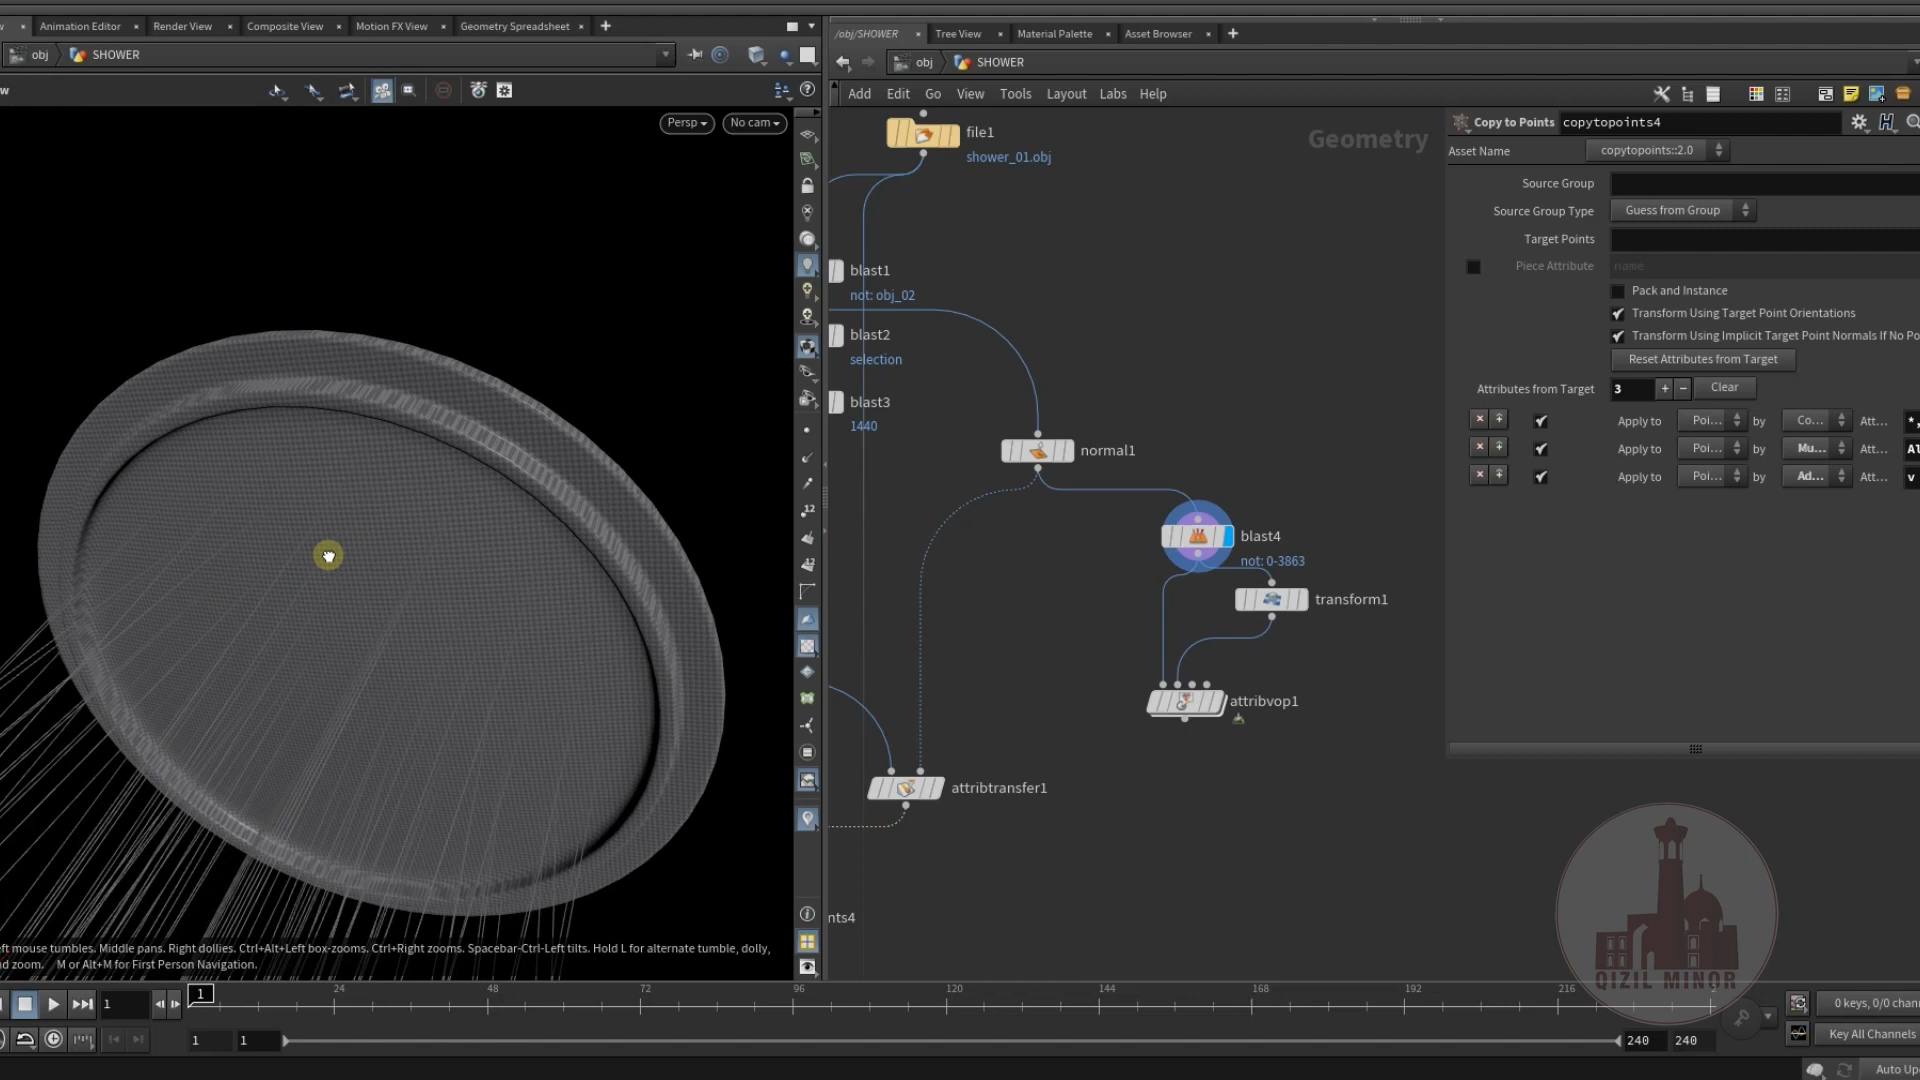 Animation Editor
Render View
Composite View
Motion FX View
Geometry Spreadsheet
/obj/SHOWER
Tree View
Material Palette
Asset Browser
obj
SHOWER
obj
SHOWER
Add Edit Go View Tools Layout Labs Help
w
Persp
No cam
file1
shower_01.obj
Geometry
blast1
not: obj_02
blast2
selection
blast3
1440
normal1
blast4
not: 0-3863
transform1
attribvop1
attribtransfer1
nts4
Copy to Points copytopoints4
Asset Name copytopoints::2.0
Source Group
Source Group Type Guess from Group
Target Points
Piece Attribute name
Pack and Instance
Transform Using Target Point Orientations
Transform Using Implicit Target Point Normals If No Po
Reset Attributes from Target
Attributes from Target 3 + − Clear
Apply to Poi... by Co... Att... *,
Apply to Poi... by Mu... Att... Al
Apply to Poi... by Ad... Att... v
12
12
ft mouse tumbles. Middle pans. Right dollies. Ctrl+Alt+Left box-zooms. Ctrl+Right zooms. Spacebar-Ctrl-Left tilts. Hold L for alternate tumble, dolly,
d zoom. M or Alt+M for First Person Navigation.
QIZIL MINOR
1
1 24 48 72 96 120 144 168 192 216
0 keys, 0/0 chann
1 1 240 240
Key All Channels
Auto Up